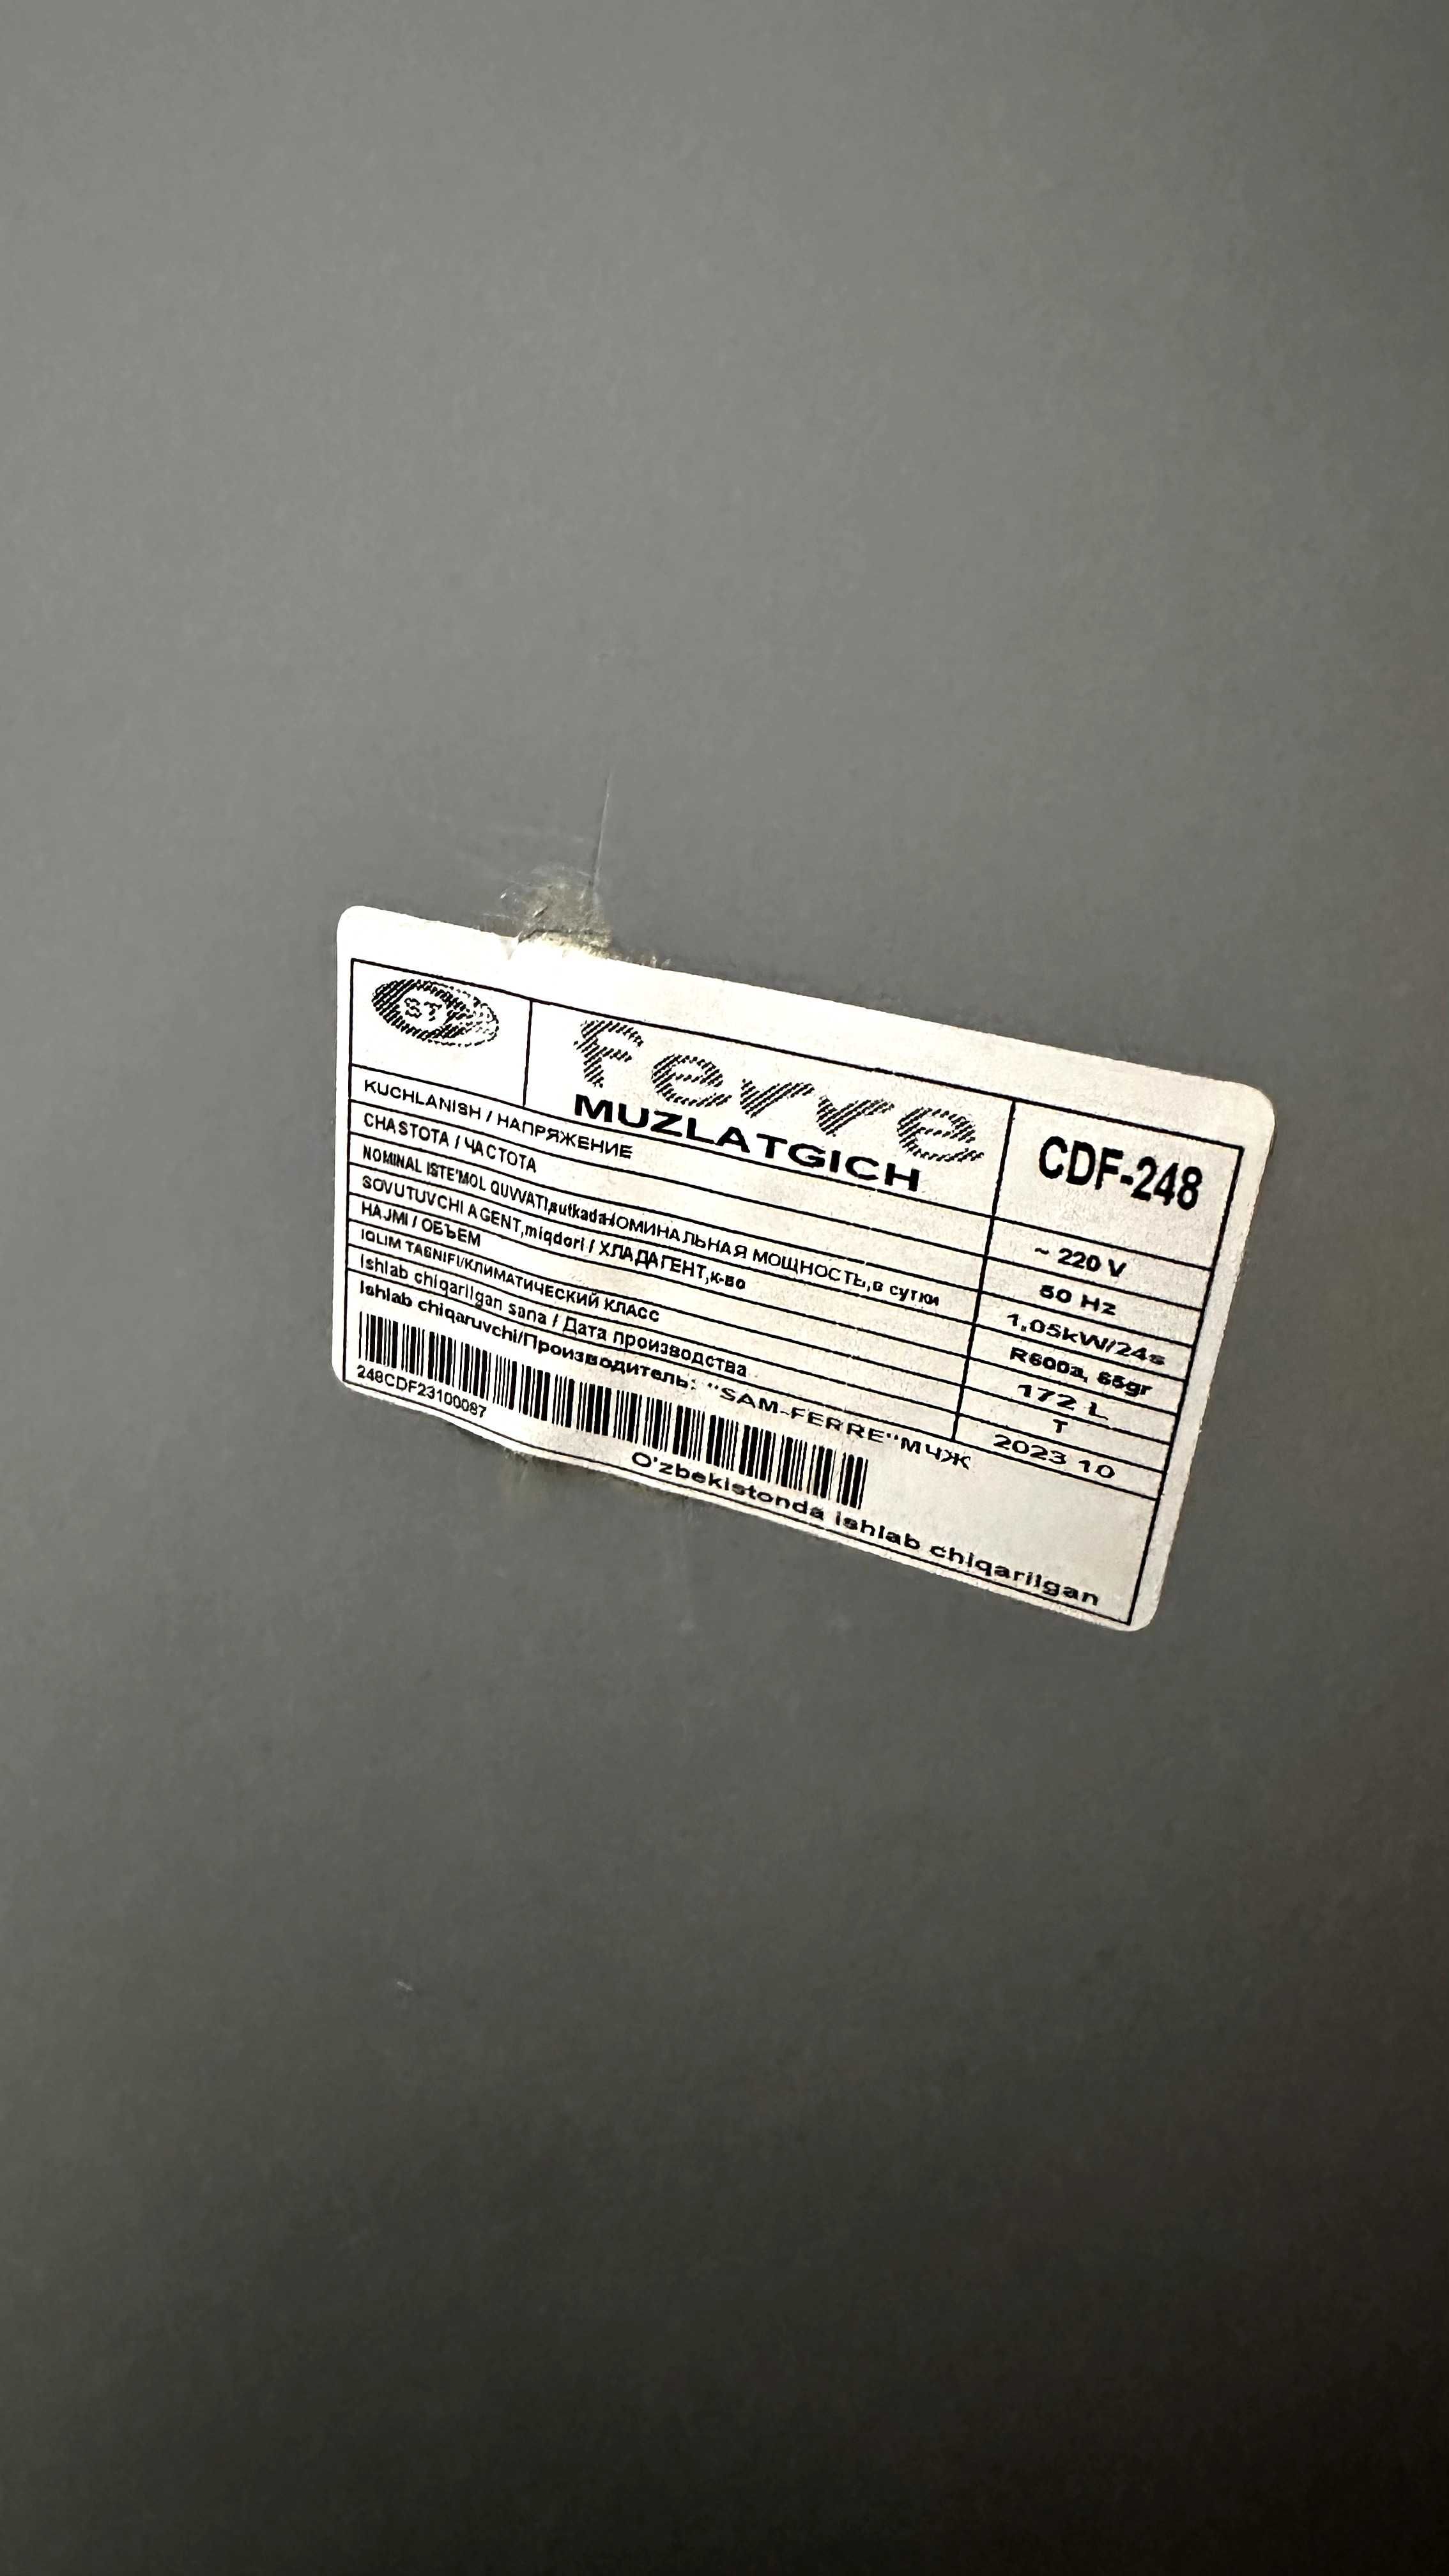 ST
ferre
MUZLATGICH
CDF-248
KUCHLANISH / НАПРЯЖЕНИЕ ~ 220 V
CHASTOTA / ЧАСТОТА 50 Hz
NOMINAL ISTE'MOL QUVVATI,sutkada/НОМИНАЛЬНАЯ МОЩНОСТЬ,в сутки 1,05kW/24s
SOVUTUVCHI AGENT,miqdori / ХЛАДАГЕНТ,к-во R600a, 65gr
HAJMI / ОБЪЕМ 172 L
IQLIM TASNIFI/КЛИМАТИЧЕСКИЙ КЛАСС T
Ishlab chiqarilgan sana / Дата производства 2023 10
Ishlab chiqaruvchi/Производитель: "SAM-FERRE"МЧЖ
248CDF23100087
O'zbekistonda ishlab chiqarilgan